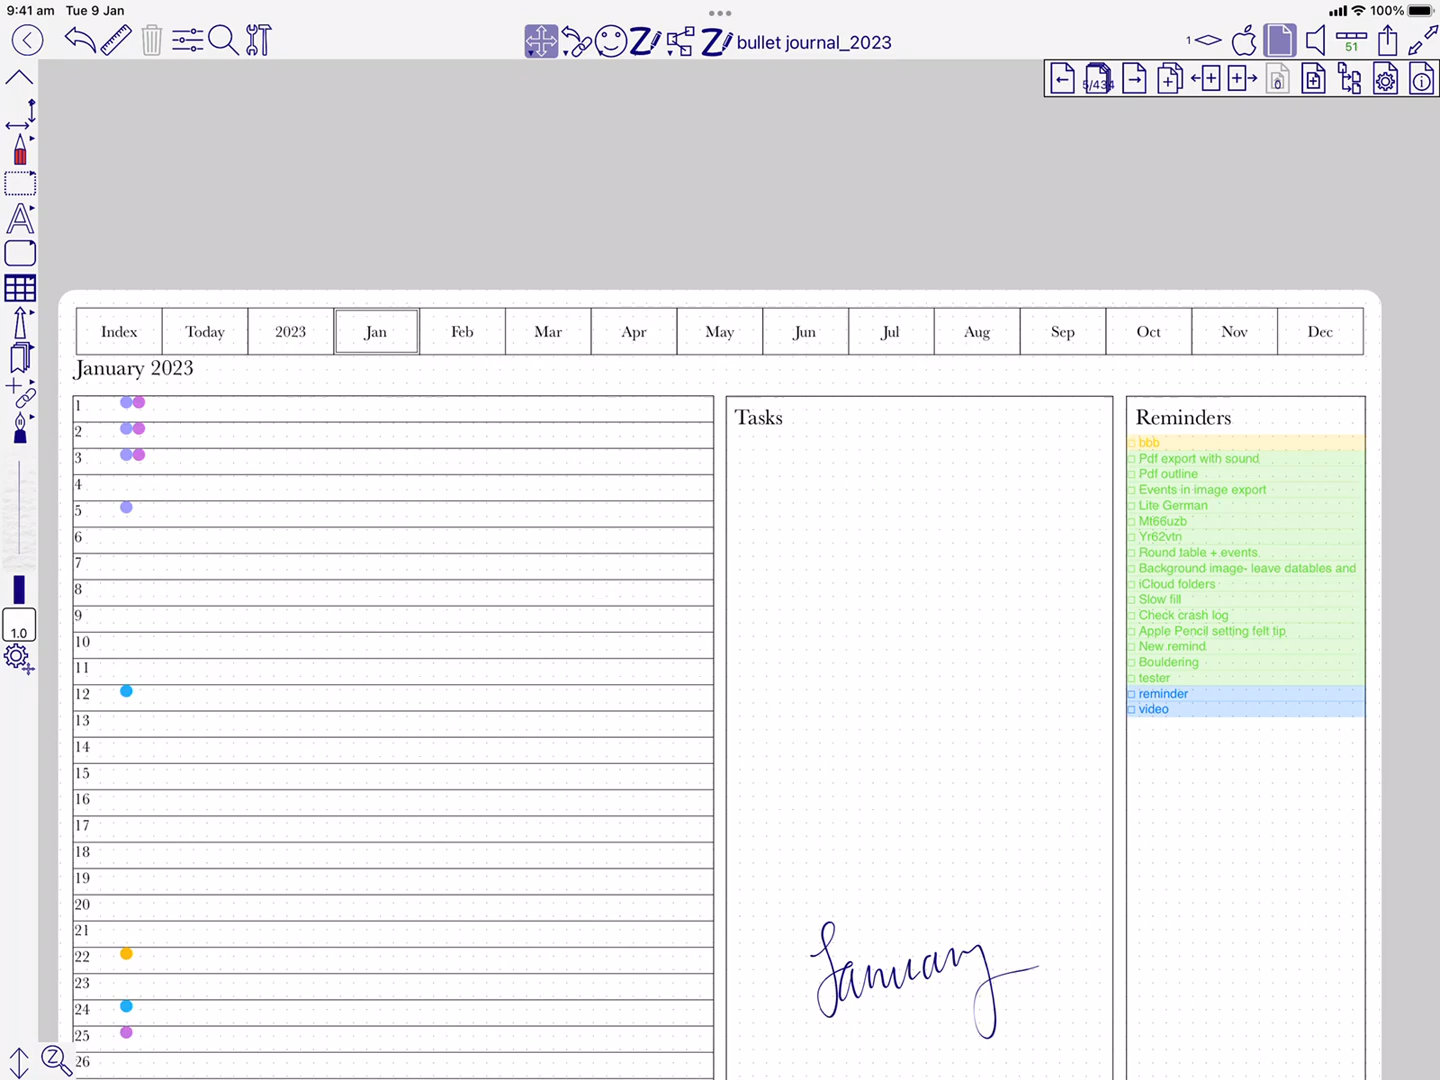 9:41 am Tue 9 Jan
100%
bullet journal_2023
1
51
5/434
0
Index Today 2023 Jan Feb Mar Apr May Jun Jul Aug Sep Oct Nov Dec
January 2023
1
2
3
4
5
6
7
8
9
10
11
12
13
14
15
16
17
18
19
20
21
22
23
24
25
26
Tasks
January
Reminders
bbb
Pdf export with sound
Pdf outline
Events in image export
Lite German
Mt66uzb
Yr62vtn
Round table + events
Background image- leave datables and
iCloud folders
Slow fill
Check crash log
Apple Pencil setting felt tip
New remind
Bouldering
tester
reminder
video
1.0